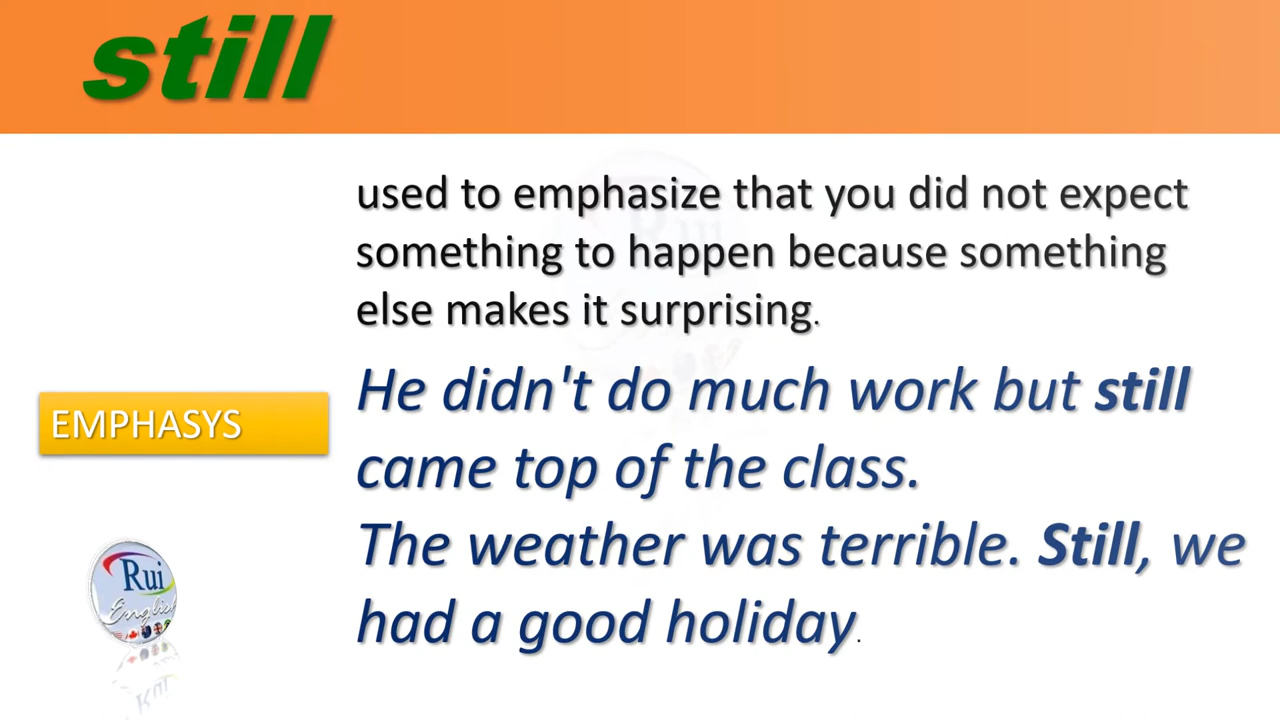 still
used to emphasize that you did not expect
something to happen because something
else makes it surprising.
EMPHASYS
He didn't do much work but still
came top of the class.
The weather was terrible. Still, we
had a good holiday.
Rui
English